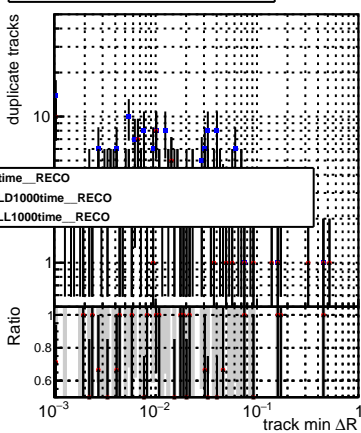 duplicate tracks
10
time__RECO
LD1000time__RECO
LL1000time__RECO
1
Ratio
1
0.8
0.6
10⁻³ 10⁻² 10⁻¹ 1
track min ΔR